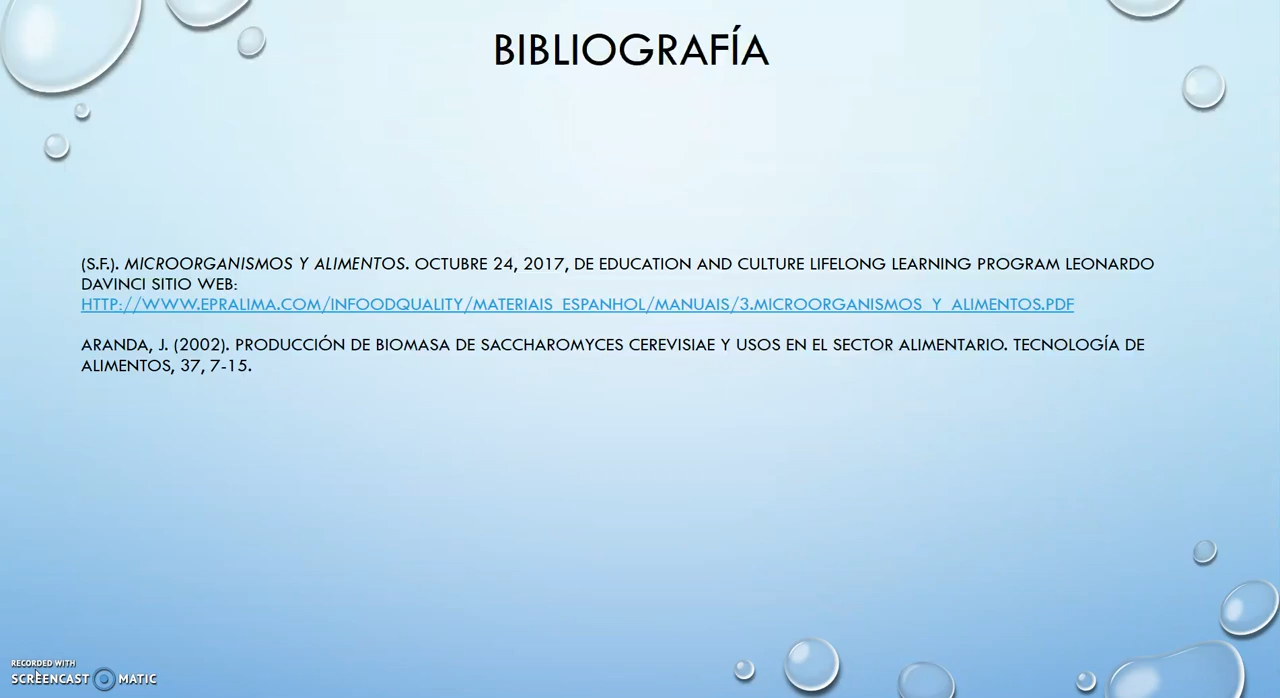 BIBLIOGRAFÍA
(S.F.). MICROORGANISMOS Y ALIMENTOS. OCTUBRE 24, 2017, DE EDUCATION AND CULTURE LIFELONG LEARNING PROGRAM LEONARDO
DAVINCI SITIO WEB:
HTTP://WWW.EPRALIMA.COM/INFOODQUALITY/MATERIAIS_ESPANHOL/MANUAIS/3.MICROORGANISMOS_Y_ALIMENTOS.PDF
ARANDA, J. (2002). PRODUCCIÓN DE BIOMASA DE SACCHAROMYCES CEREVISIAE Y USOS EN EL SECTOR ALIMENTARIO. TECNOLOGÍA DE
ALIMENTOS, 37, 7-15.
RECORDED WITH
SCREENCAST MATIC